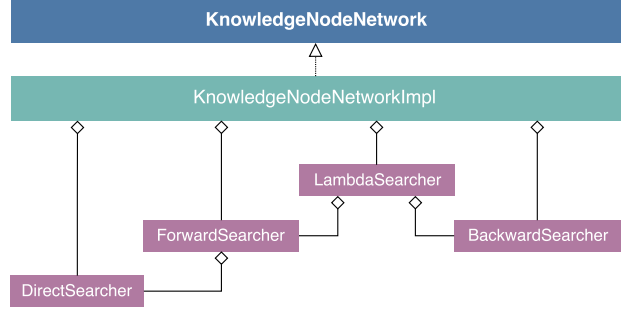 KnowledgeNodeNetwork
KnowledgeNodeNetworkImpl
LambdaSearcher
ForwardSearcher
BackwardSearcher
DirectSearcher